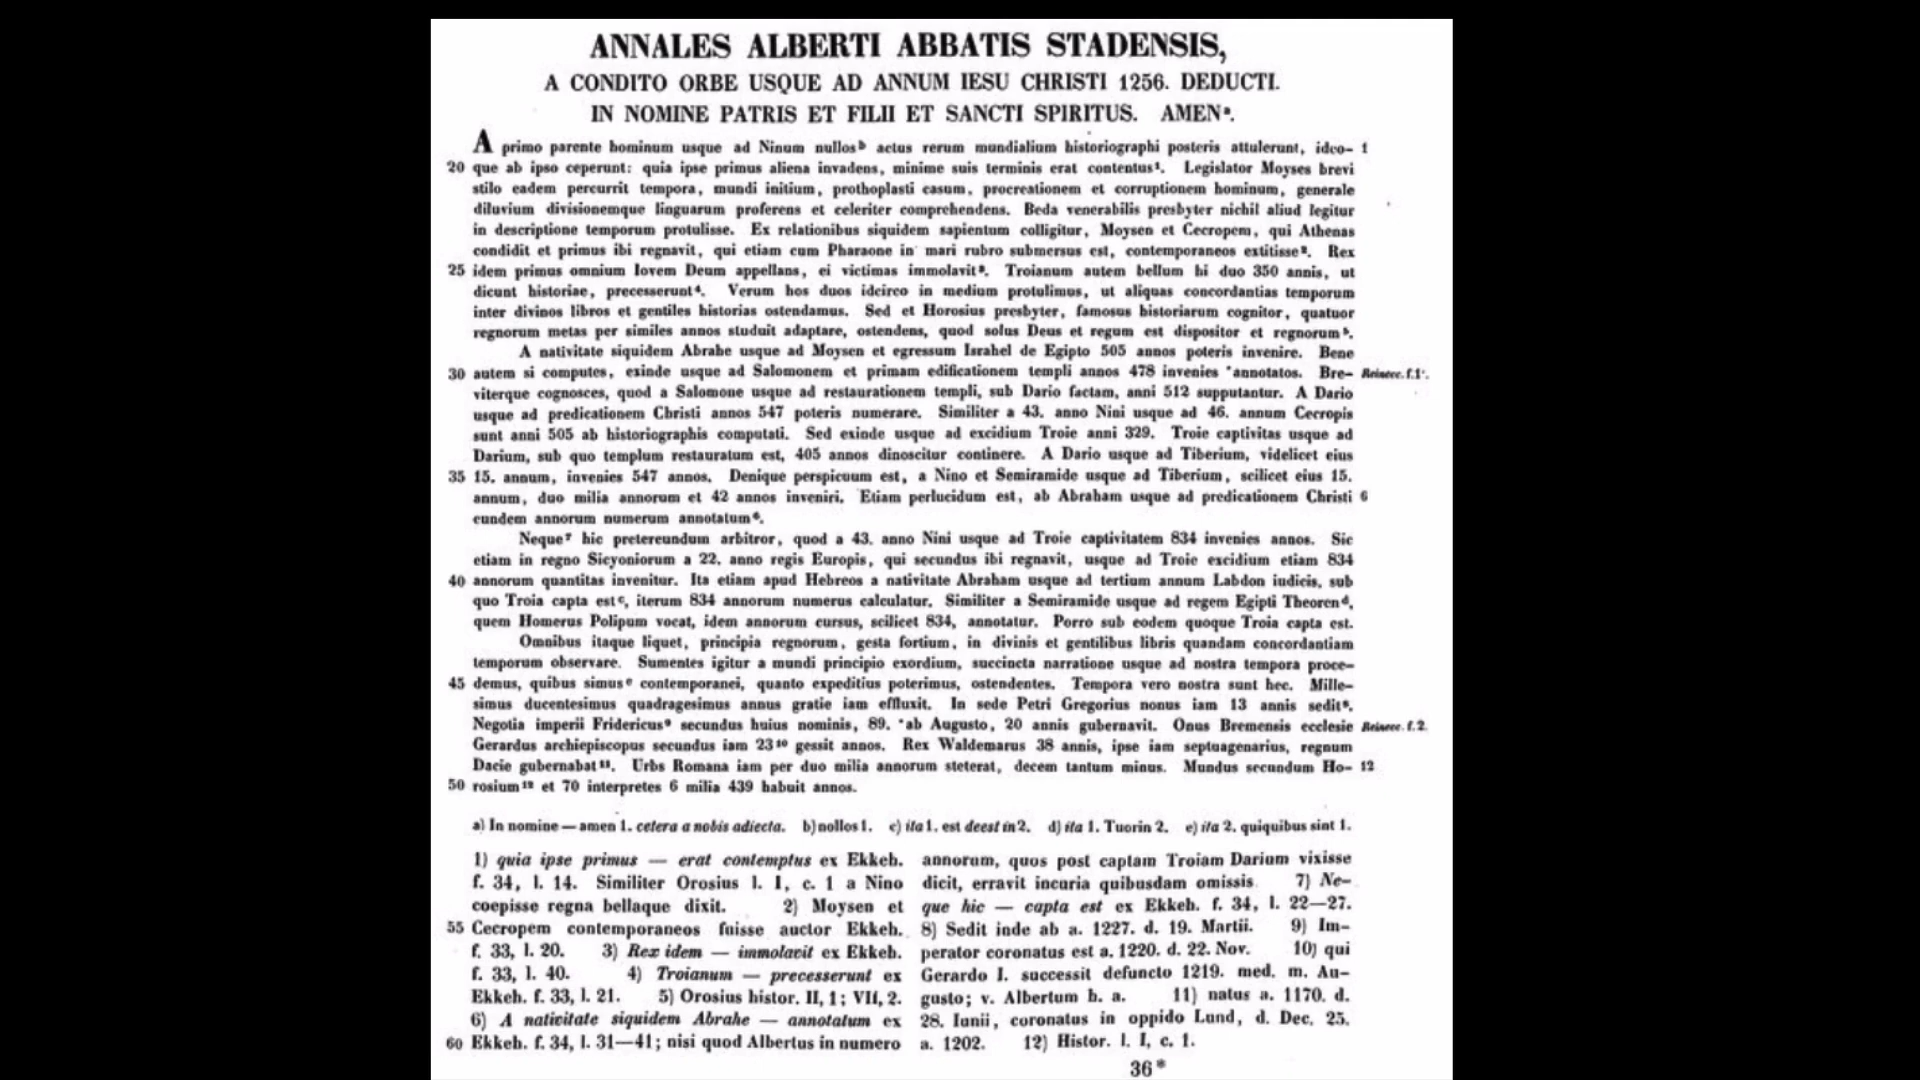 ANNALES ALBERTI ABBATIS STADENSIS,
A CONDITO ORBE USQUE AD ANNUM IESU CHRISTI 1256. DEDUCTI.
IN NOMINE PATRIS ET FILII ET SANCTI SPIRITUS. AMENᵃ.
A primo parente hominum usque ad Ninum nullosᵇ actus rerum mundialium historiographi posteris attulerunt, ideo- 1
20 que ab ipso ceperunt: quia ipse primus aliena invadens, minime suis terminis erat contentus¹. Legislator Moyses brevi
stilo eadem percurrit tempora, mundi initium, prothoplasti casum, procreationem et corruptionem hominum, generale
diluvium divisionemque linguarum proferens et celeriter comprehendens. Beda venerabilis presbyter nichil aliud legitur
in descriptione temporum protulisse. Ex relationibus siquidem sapientum colligitur, Moysen et Cecropem, qui Athenas
condidit et primus ibi regnavit, qui etiam cum Pharaone in mari rubro submersus est, contemporaneos extitisse². Rex
25 idem primus omnium Iovem Deum appellans, ei victimas immolavit³. Troianum autem bellum hi duo 350 annis, ut
dicunt historiae, precesserunt⁴. Verum hos duos idcirco in medium protulimus, ut aliquas concordantias temporum
inter divinos libros et gentiles historias ostendamus. Sed et Horosius presbyter, famosus historiarum cognitor, quatuor
regnorum metas per similes annos studuit adaptare, ostendens, quod solus Deus et regum est dispositor et regnorum⁵.
A nativitate siquidem Abrahe usque ad Moysen et egressum Israhel de Egipto 505 annos poteris invenire. Bene
30 autem si computes, exinde usque ad Salomonem et primam edificationem templi annos 478 invenies *annotatos. Bre- Reinecc. f. 1'.
viterque cognosces, quod a Salomone usque ad restaurationem templi, sub Dario factam, anni 512 supputantur. A Dario
usque ad predicationem Christi annos 547 poteris numerare. Similiter a 43. anno Nini usque ad 46. annum Cecropis
sunt anni 505 ab historiographis computati. Sed exinde usque ad excidium Troie anni 329. Troie captivitas usque ad
Darium, sub quo templum restauratum est, 405 annos dinoscitur continere. A Dario usque ad Tiberium, videlicet eius
35 15. annum, invenies 547 annos. Denique perspicuum est, a Nino et Semiramide usque ad Tiberium, scilicet eius 15.
annum, duo milia annorum et 42 annos inveniri. Etiam perlucidum est, ab Abraham usque ad predicationem Christi 6
eundem annorum numerum annotatum⁶.
Neque⁷ hic pretereundum arbitror, quod a 43. anno Nini usque ad Troie captivitatem 834 invenies annos. Sic
etiam in regno Sicyoniorum a 22. anno regis Europis, qui secundus ibi regnavit, usque ad Troie excidium etiam 834
40 annorum quantitas invenitur. Ita etiam apud Hebreos a nativitate Abraham usque ad tertium annum Labdon iudicis, sub
quo Troia capta estᶜ, iterum 834 annorum numerus calculatur. Similiter a Semiramide usque ad regem Egipti Theorenᵈ,
quem Homerus Polipum vocat, idem annorum cursus, scilicet 834, annotatur. Porro sub eodem quoque Troia capta est.
Omnibus itaque liquet, principia regnorum, gesta fortium, in divinis et gentilibus libris quandam concordantiam
temporum observare. Sumentes igitur a mundi principio exordium, succincta narratione usque ad nostra tempora proce-
45 demus, quibus simusᵉ contemporanei, quanto expeditius poterimus, ostendentes. Tempora vero nostra sunt hec. Mille-
simus ducentesimus quadragesimus annus gratie iam effluxit. In sede Petri Gregorius nonus iam 13 annis sedit⁸.
Negotia imperii Fridericus⁹ secundus huius nominis, 89. *ab Augusto, 20 annis gubernavit. Onus Bremensis ecclesie Reinecc. f. 2.
Gerardus archiepiscopus secundus iam 23¹⁰ gessit annos. Rex Waldemarus 38 annis, ipse iam septuagenarius, regnum
Dacie gubernabat¹¹. Urbs Romana iam per duo milia annorum steterat, decem tantum minus. Mundus secundum Ho- 12
50 rosium¹² et 70 interpretes 6 milia 439 habuit annos.
a) In nomine — amen 1. cetera a nobis adiecta. b) nollos 1. c) ita 1. est deest in 2. d) ita 1. Tuorin 2. e) ita 2. quiquibus sint 1.
1) quia ipse primus — erat contemptus ex Ekkeh.
f. 34, l. 14. Similiter Orosius l. I, c. 1 a Nino
coepisse regna bellaque dixit. 2) Moysen et
55 Cecropem contemporaneos fuisse auctor Ekkeh.
f. 33, l. 20. 3) Rex idem — immolavit ex Ekkeh.
f. 33, l. 40. 4) Troianum — precesserunt ex
Ekkeh. f. 33, l. 21. 5) Orosius histor. II, 1; VII, 2.
6) A nativitate siquidem Abrahe — annotatum ex
60 Ekkeh. f. 34, l. 31—41; nisi quod Albertus in numero
annorum, quos post captam Troiam Darium vixisse
dicit, erravit incuria quibusdam omissis. 7) Ne-
que hic — capta est ex Ekkeh. f. 34, l. 22—27.
8) Sedit inde ab a. 1227. d. 19. Martii. 9) Im-
perator coronatus est a. 1220. d. 22. Nov. 10) qui
Gerardo I. successit defuncto 1219. med. m. Au-
gusto; v. Albertum h. a. 11) natus a. 1170. d.
28. Iunii, coronatus in oppido Lund, d. Dec. 25.
a. 1202. 12) Histor. l. I, c. 1.
36*